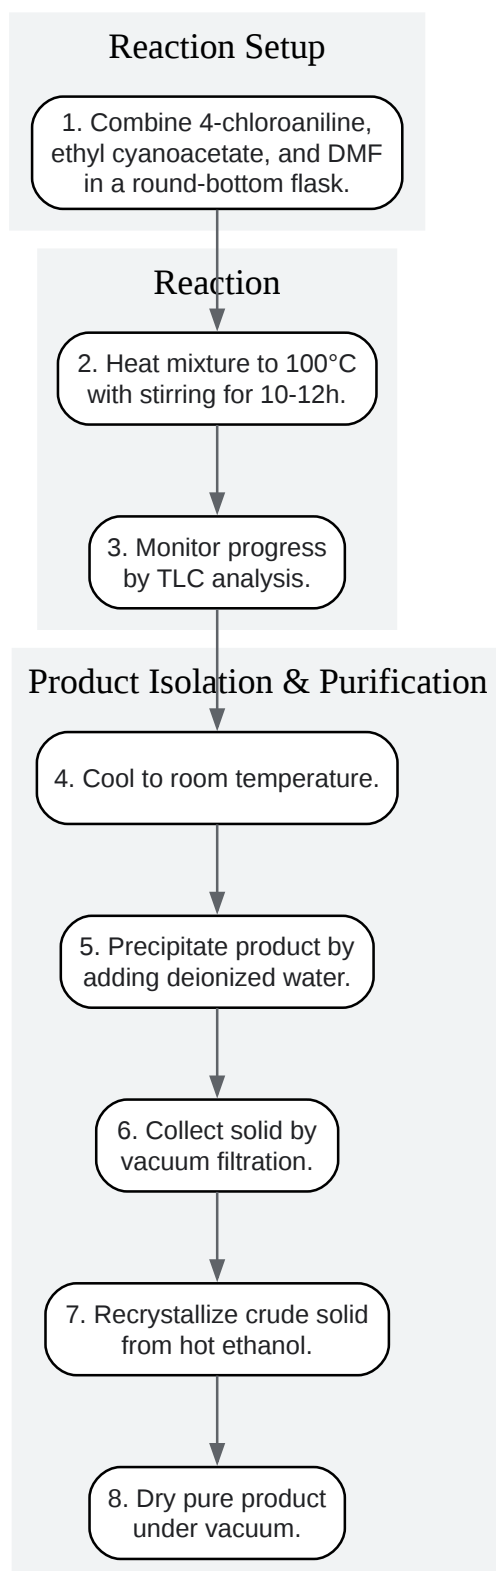 Reaction Setup
1. Combine 4-chloroaniline,
ethyl cyanoacetate, and DMF
in a round-bottom flask.
Reaction
2. Heat mixture to 100°C
with stirring for 10-12h.
3. Monitor progress
by TLC analysis.
Product Isolation & Purification
4. Cool to room temperature.
5. Precipitate product by
adding deionized water.
6. Collect solid by
vacuum filtration.
7. Recrystallize crude solid
from hot ethanol.
8. Dry pure product
under vacuum.